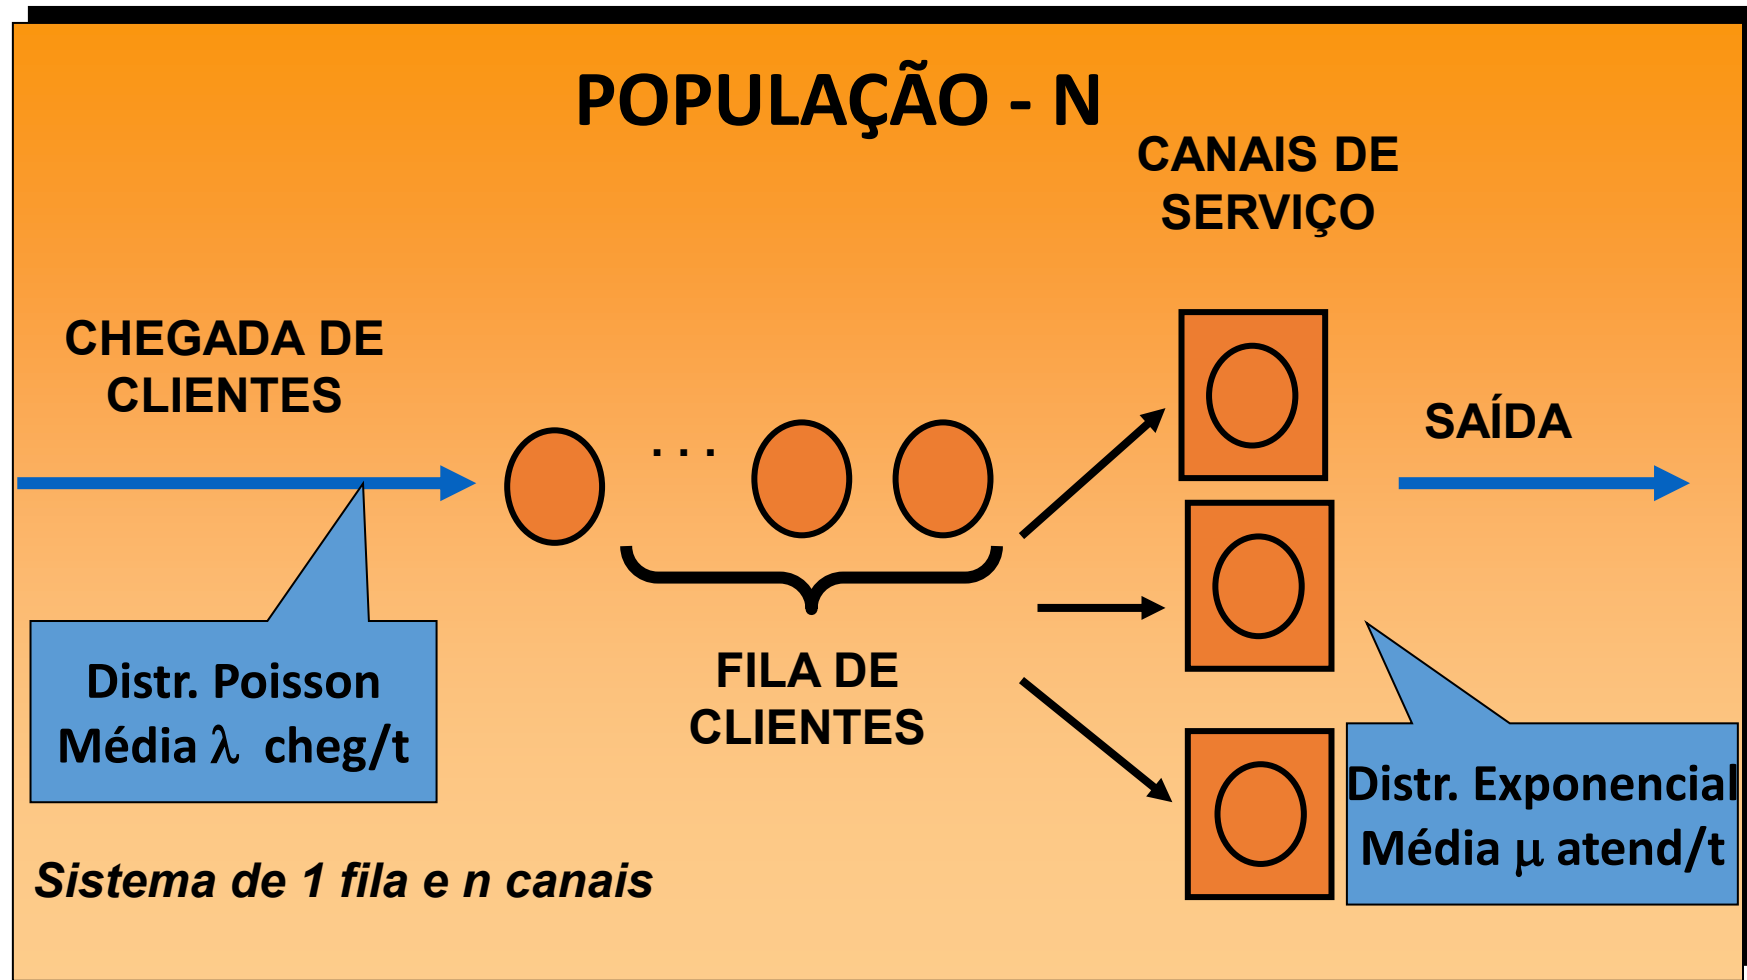 POPULAÇÃO - N
CANAIS DE
SERVIÇO
CHEGADA DE
CLIENTES
. . .
SAÍDA
FILA DE
CLIENTES
Distr. Poisson
Média λ cheg/t
Distr. Exponencial
Média μ atend/t
Sistema de 1 fila e n canais